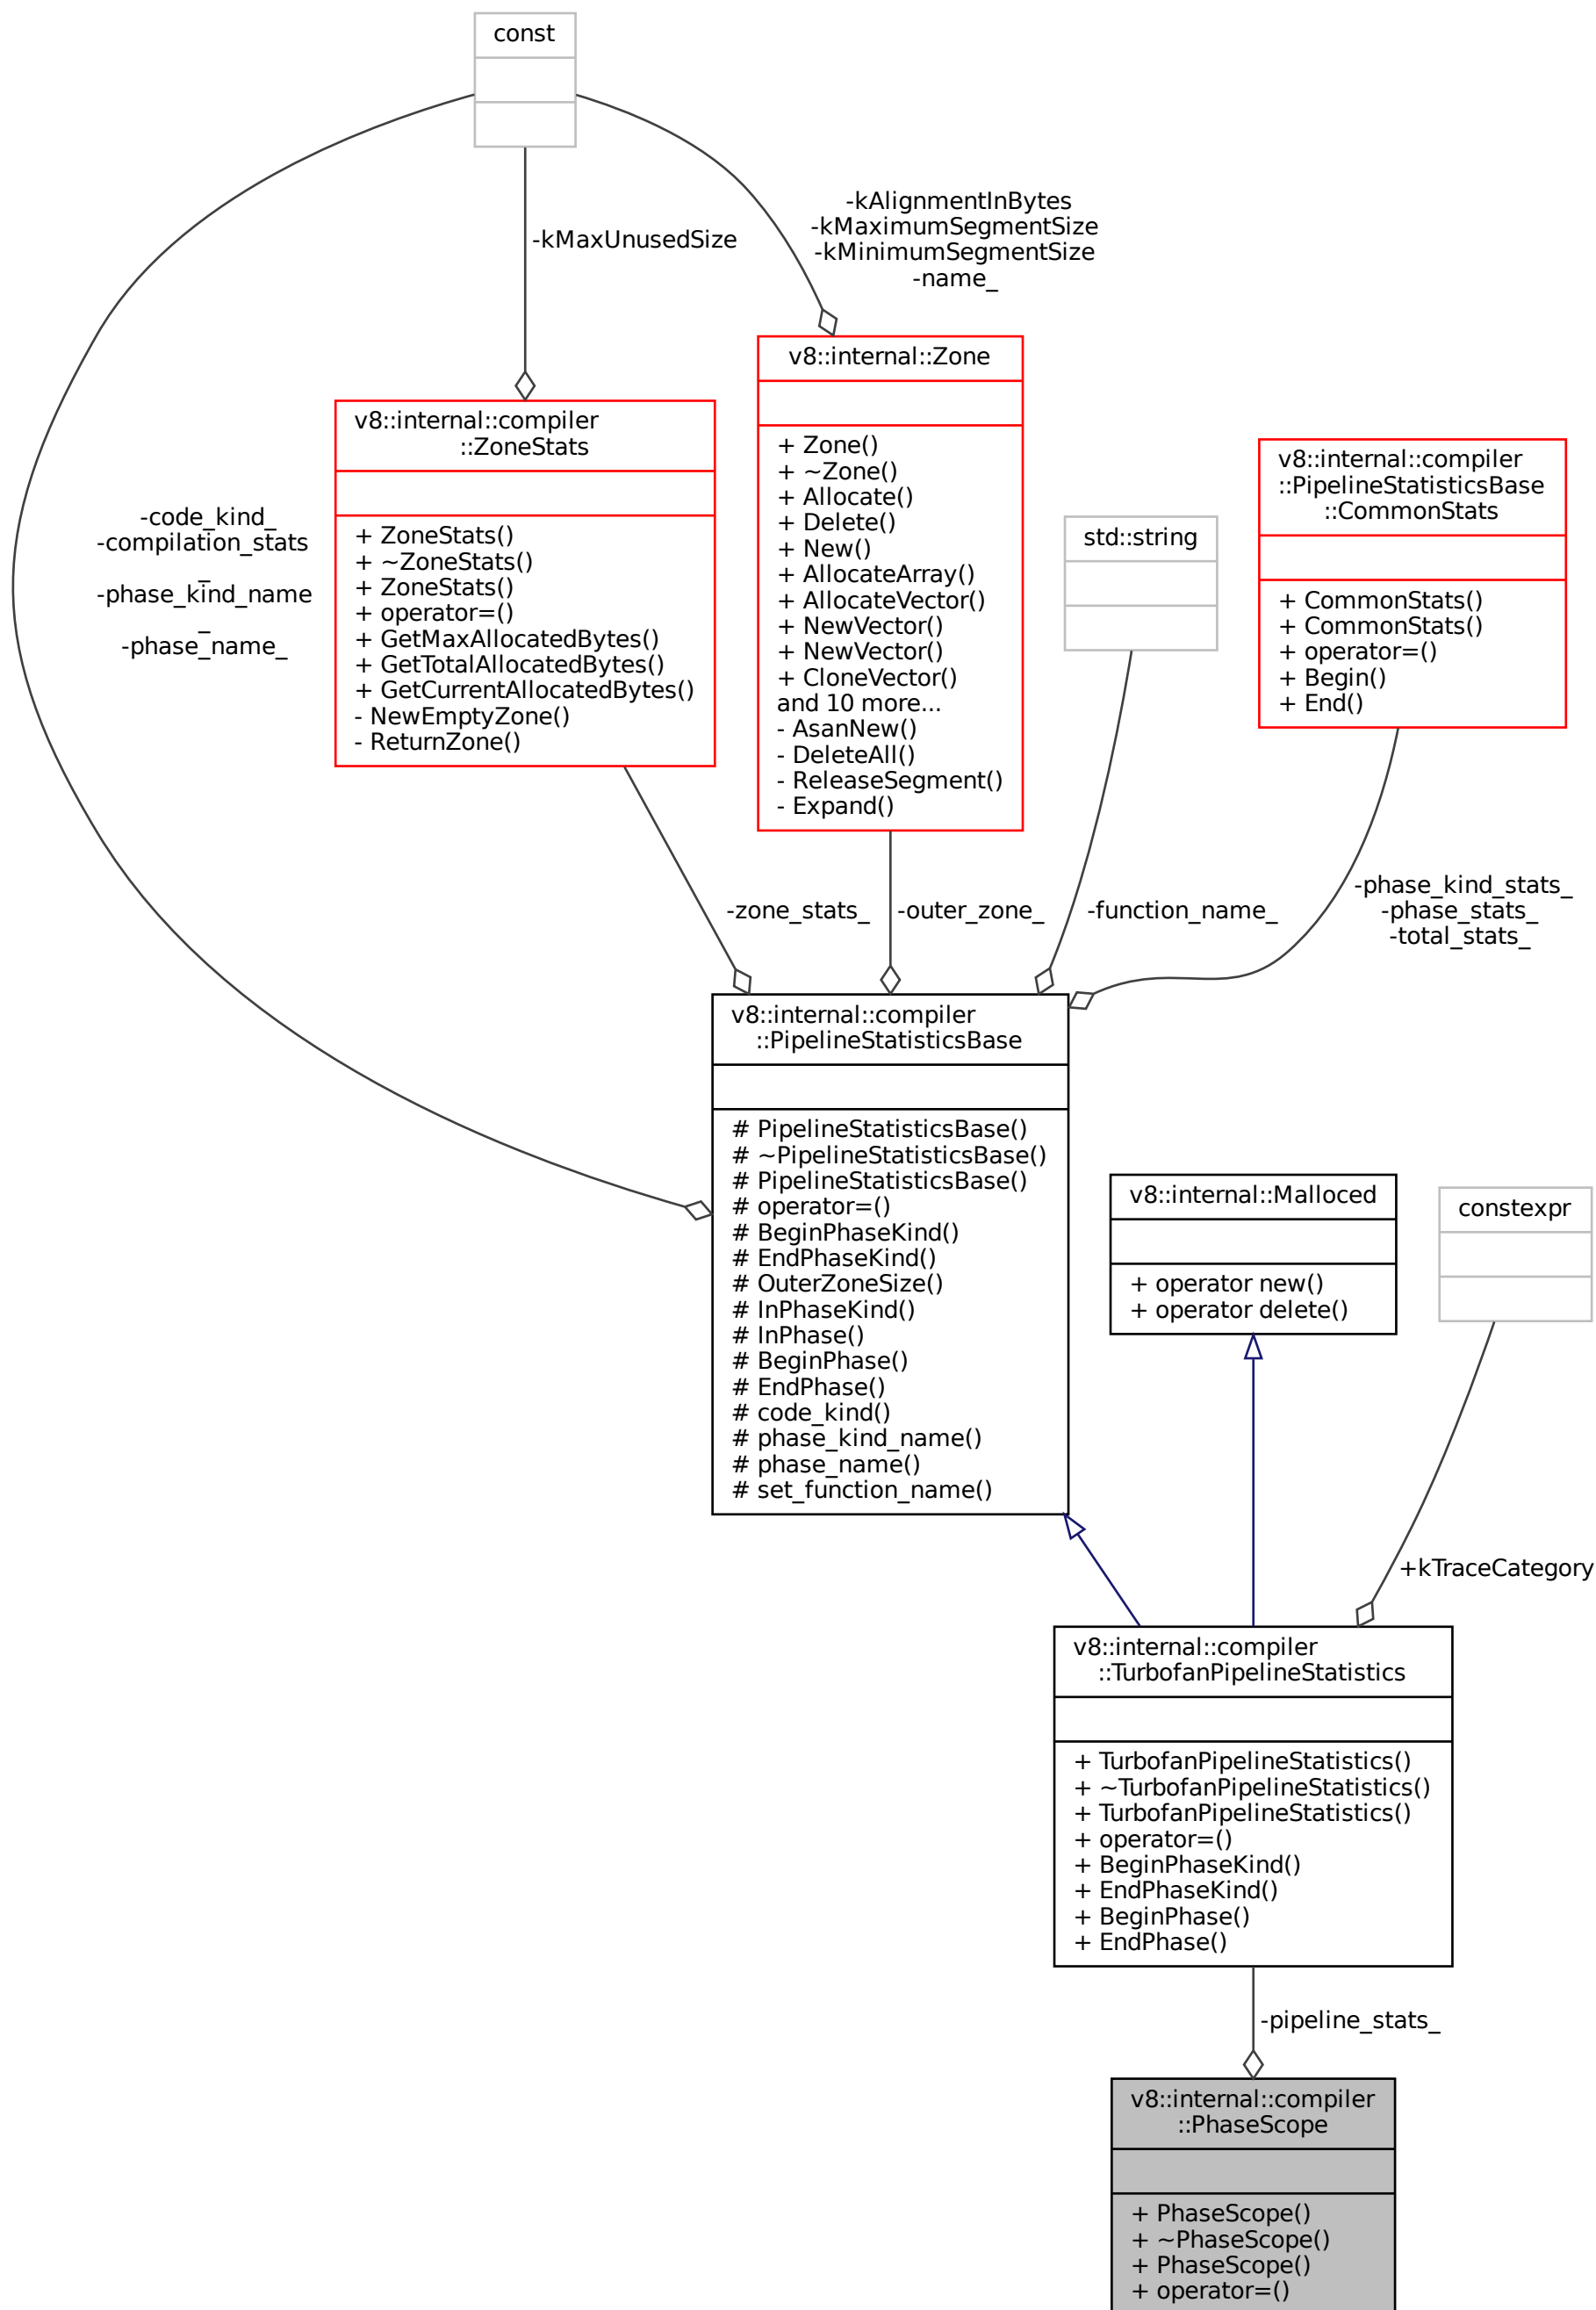 const
-kAlignmentInBytes
-kMaximumSegmentSize
-kMinimumSegmentSize
-name_
-kMaxUnusedSize
v8::internal::Zone
+ Zone()
+ ~Zone()
+ Allocate()
+ Delete()
+ New()
+ AllocateArray()
+ AllocateVector()
+ NewVector()
+ NewVector()
+ CloneVector()
and 10 more...
- AsanNew()
- DeleteAll()
- ReleaseSegment()
- Expand()
v8::internal::compiler
::ZoneStats
+ ZoneStats()
+ ~ZoneStats()
+ ZoneStats()
+ operator=()
+ GetMaxAllocatedBytes()
+ GetTotalAllocatedBytes()
+ GetCurrentAllocatedBytes()
- NewEmptyZone()
- ReturnZone()
v8::internal::compiler
::PipelineStatisticsBase
::CommonStats
+ CommonStats()
+ CommonStats()
+ operator=()
+ Begin()
+ End()
std::string
-code_kind_
-compilation_stats
_
-phase_kind_name
_
-phase_name_
-zone_stats_
-outer_zone_
-function_name_
-phase_kind_stats_
-phase_stats_
-total_stats_
v8::internal::compiler
::PipelineStatisticsBase
# PipelineStatisticsBase()
# ~PipelineStatisticsBase()
# PipelineStatisticsBase()
# operator=()
# BeginPhaseKind()
# EndPhaseKind()
# OuterZoneSize()
# InPhaseKind()
# InPhase()
# BeginPhase()
# EndPhase()
# code_kind()
# phase_kind_name()
# phase_name()
# set_function_name()
v8::internal::Malloced
+ operator new()
+ operator delete()
constexpr
+kTraceCategory
v8::internal::compiler
::TurbofanPipelineStatistics
+ TurbofanPipelineStatistics()
+ ~TurbofanPipelineStatistics()
+ TurbofanPipelineStatistics()
+ operator=()
+ BeginPhaseKind()
+ EndPhaseKind()
+ BeginPhase()
+ EndPhase()
-pipeline_stats_
v8::internal::compiler
::PhaseScope
+ PhaseScope()
+ ~PhaseScope()
+ PhaseScope()
+ operator=()